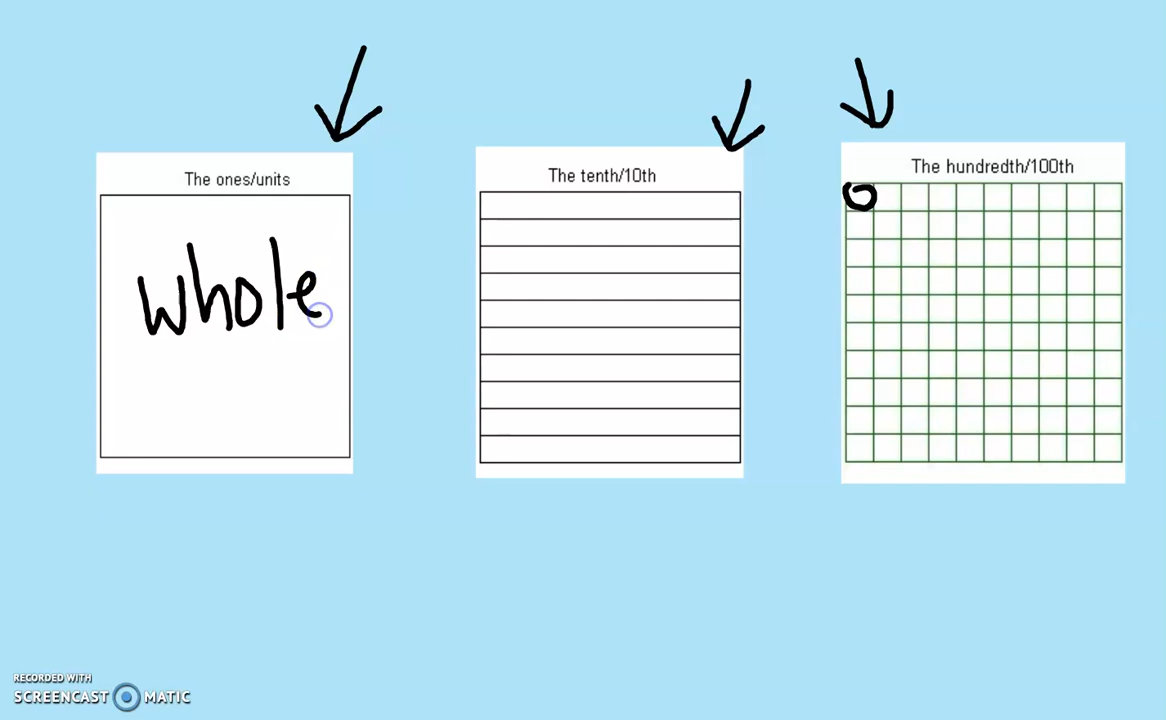 The ones/units
whole
The tenth/10th
The hundredth/100th
RECORDED WITH
SCREENCAST MATIC